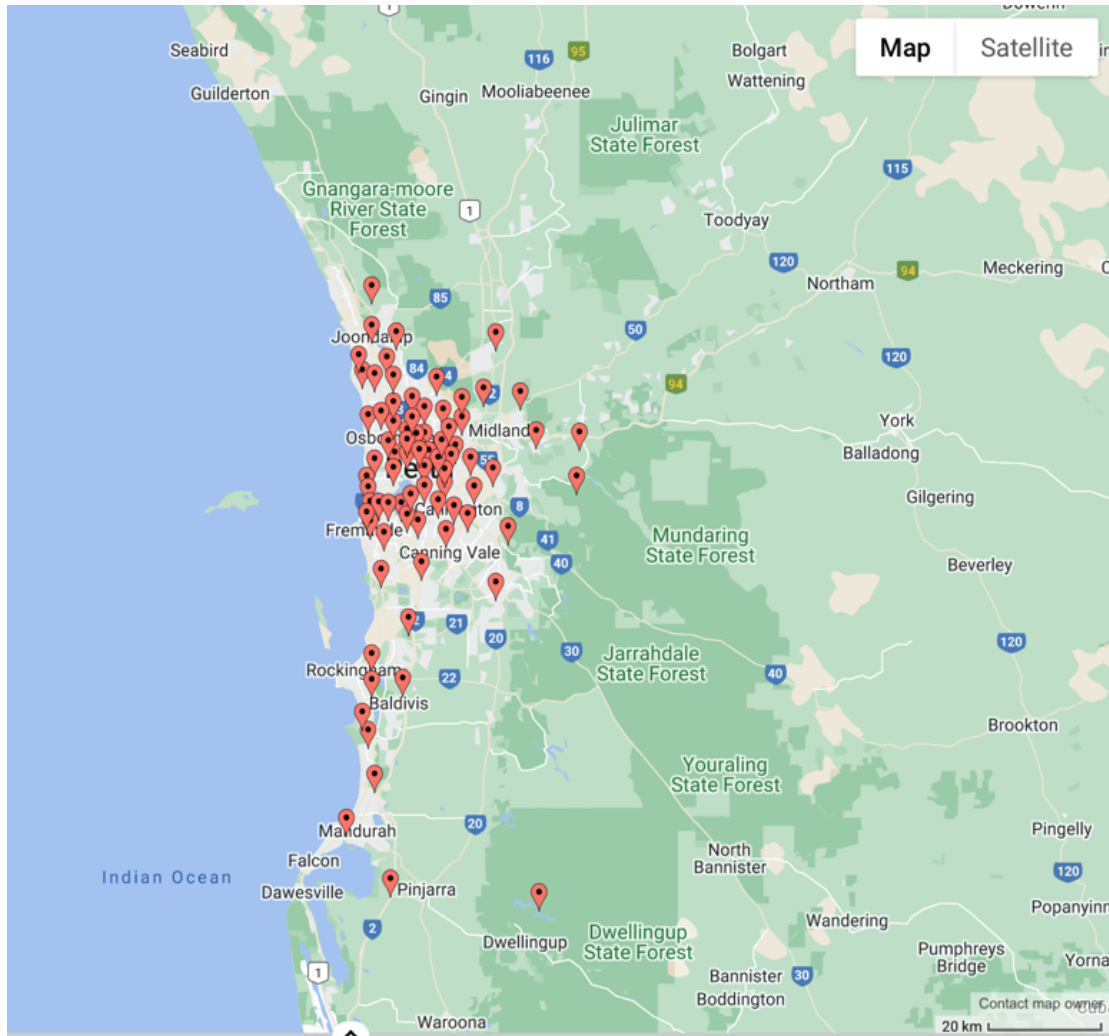 Dowerin
Seabird
116
95
Bolgart
Map
Satellite
Wattening
Guilderton
Gingin
Mooliabeenee
Julimar
State Forest
115
Gnangara-moore
River State
Forest
1
Toodyay
120
94
Meckering
Northam
85
50
120
84
94
York
Midland
Balladong
55
Gilgering
8
Fremantle
Mundaring
State Forest
41
Canning Vale
40
Beverley
21
20
120
30
Jarrahdale
State Forest
Rockingham
22
40
Baldivis
Brookton
Youraling
State Forest
20
Mandurah
Pingelly
North
Bannister
Falcon
Indian Ocean
Dawesville
Pinjarra
120
Popanyinn
Wandering
2
Dwellingup
Dwellingup
State Forest
Pumphreys
Bridge
Yorna
1
Bannister
30
Boddington
Contact map owner
Waroona
20 km